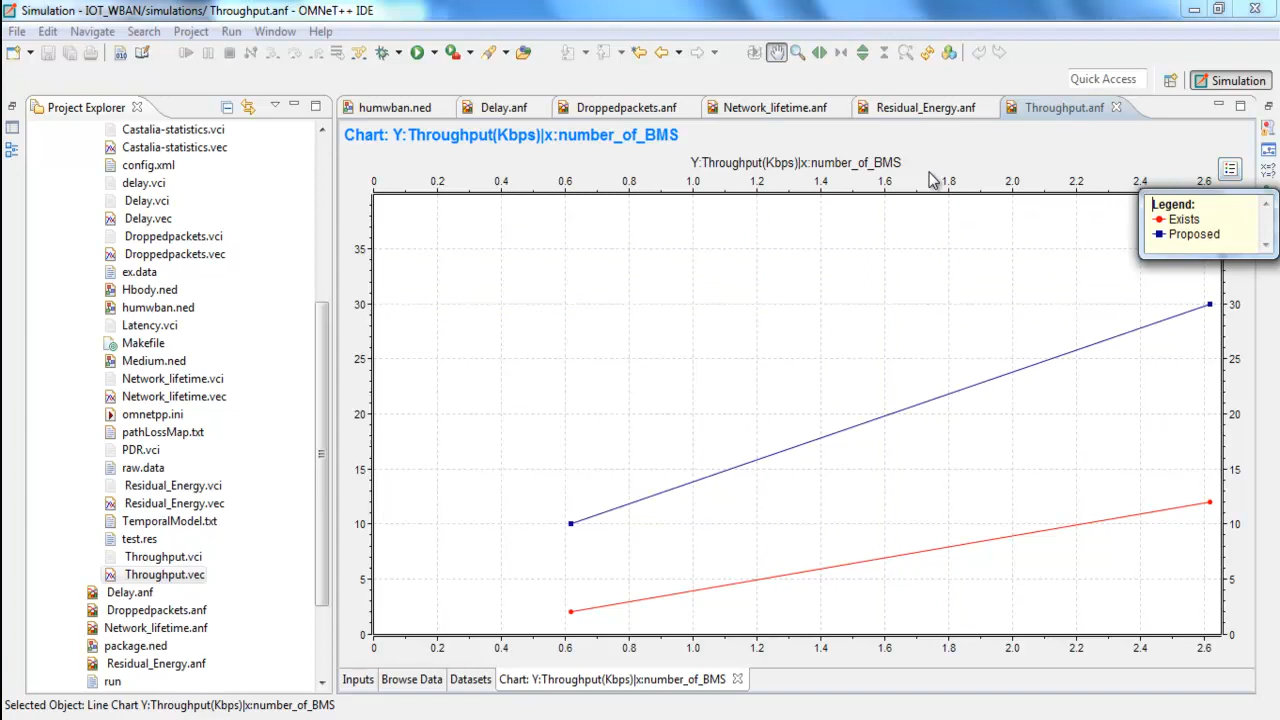 Simulation - IOT_WBAN/simulations/ Throughput.anf - OMNeT++ IDE
File Edit Navigate Search Project Run Window Help
Quick Access
Simulation
Project Explorer
Castalia-statistics.vci
Castalia-statistics.vec
config.xml
delay.vci
Delay.vci
Delay.vec
Droppedpackets.vci
Droppedpackets.vec
ex.data
Hbody.ned
humwban.ned
Latency.vci
Makefile
Medium.ned
Network_lifetime.vci
Network_lifetime.vec
omnetpp.ini
pathLossMap.txt
PDR.vci
raw.data
Residual_Energy.vci
Residual_Energy.vec
TemporalModel.txt
test.res
Throughput.vci
Throughput.vec
Delay.anf
Droppedpackets.anf
Network_lifetime.anf
package.ned
Residual_Energy.anf
run
humwban.ned Delay.anf Droppedpackets.anf Network_lifetime.anf Residual_Energy.anf Throughput.anf
Chart: Y:Throughput(Kbps)|x:number_of_BMS
Y:Throughput(Kbps)|x:number_of_BMS
0 0.2 0.4 0.6 0.8 1.0 1.2 1.4 1.6 1.8 2.0 2.2 2.4 2.6
Legend:
Exists
Proposed
35
30 30
25 25
20 20
15 15
10 10
5 5
0 0
0 0.2 0.4 0.6 0.8 1.0 1.2 1.4 1.6 1.8 2.0 2.2 2.4 2.6
Inputs Browse Data Datasets Chart: Y:Throughput(Kbps)|x:number_of_BMS
Selected Object: Line Chart Y:Throughput(Kbps)|x:number_of_BMS